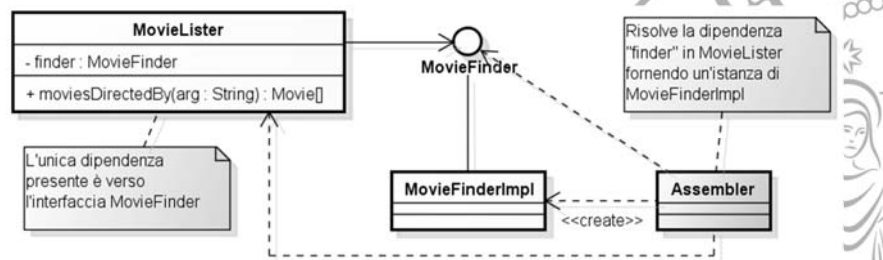 MovieLister
- finder : MovieFinder
+ moviesDirectedBy(arg : String) : Movie[]
MovieFinder
Risolve la dipendenza
"finder" in MovieLister
fornendo un'istanza di
MovieFinderImpl
L'unica dipendenza
presente è verso
l'interfaccia MovieFinder
MovieFinderImpl
<<create>>
Assembler